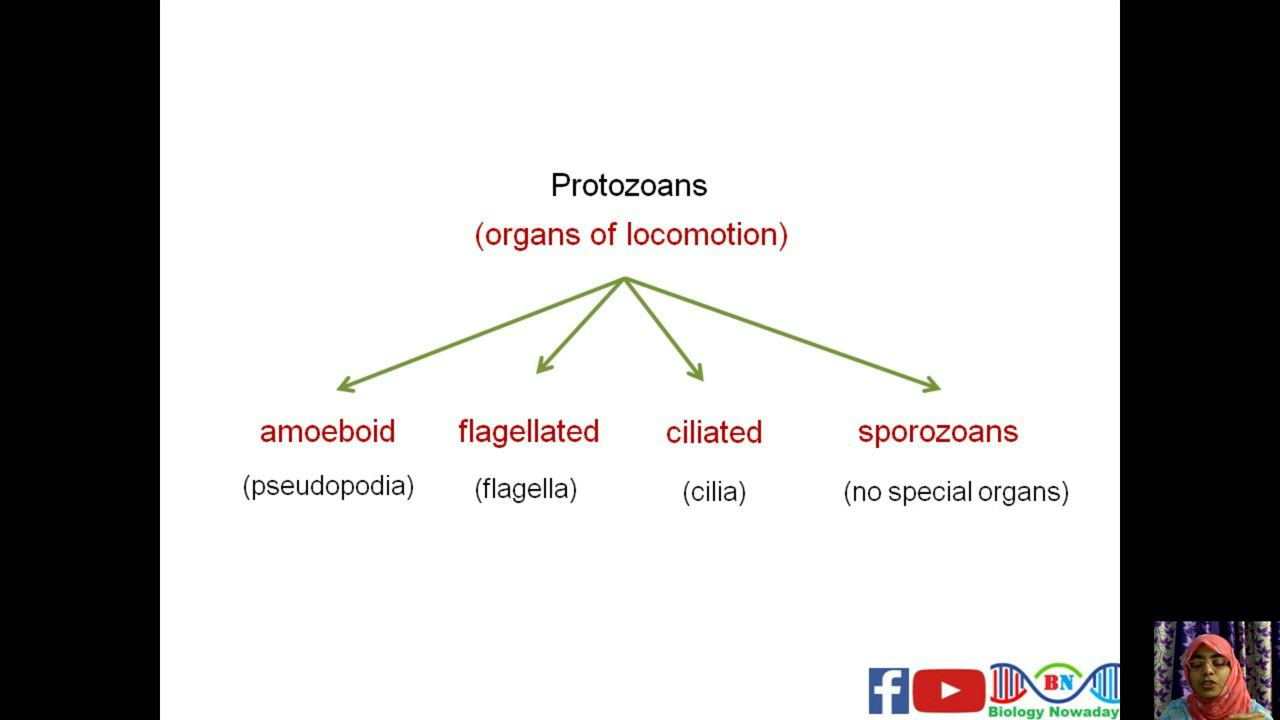 Protozoans
(organs of locomotion)
amoeboid flagellated ciliated sporozoans
(pseudopodia) (flagella) (cilia) (no special organs)
f BN
Biology Nowaday